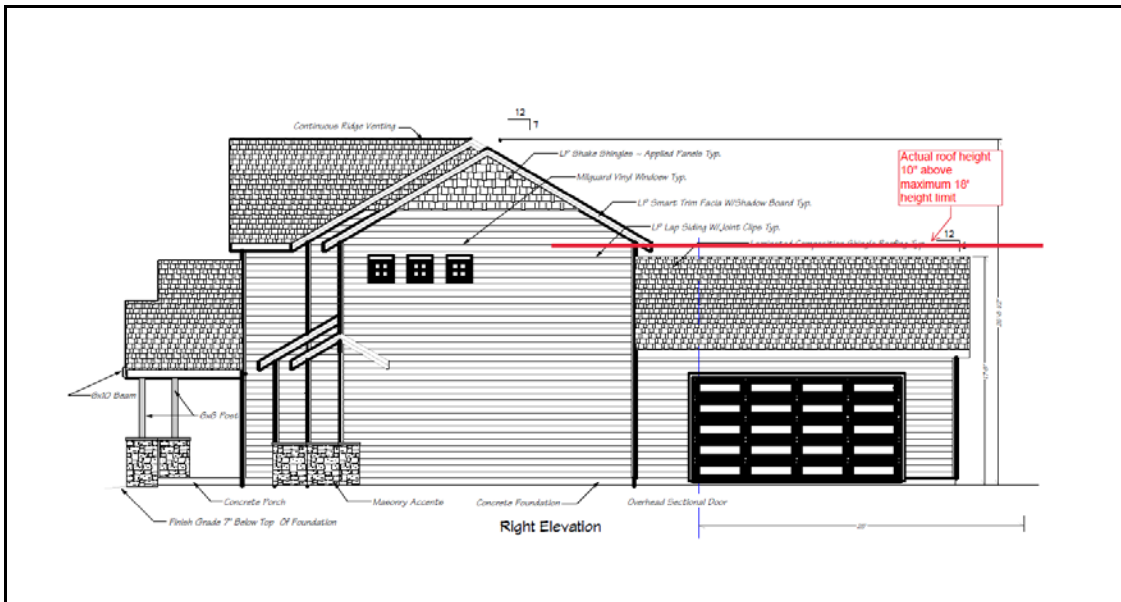 12
7
Continuous Ridge Venting
LP Shake Shingles - Applied Panels Typ.
Milguard Vinyl Window Typ.
Actual roof height
10" above
maximum 18'
height limit
LP Smart Trim Facia W/Shadow Board Typ.
LP Lap Siding W/Joint Clips Typ.
12
Laminated Composition Shingle Roofing Typ.
6x10 Beam
6x6 Post
Concrete Porch
Masonry Accents
Concrete Foundation
Overhead Sectional Door
Finish Grade 7" Below Top Of Foundation
Right Elevation